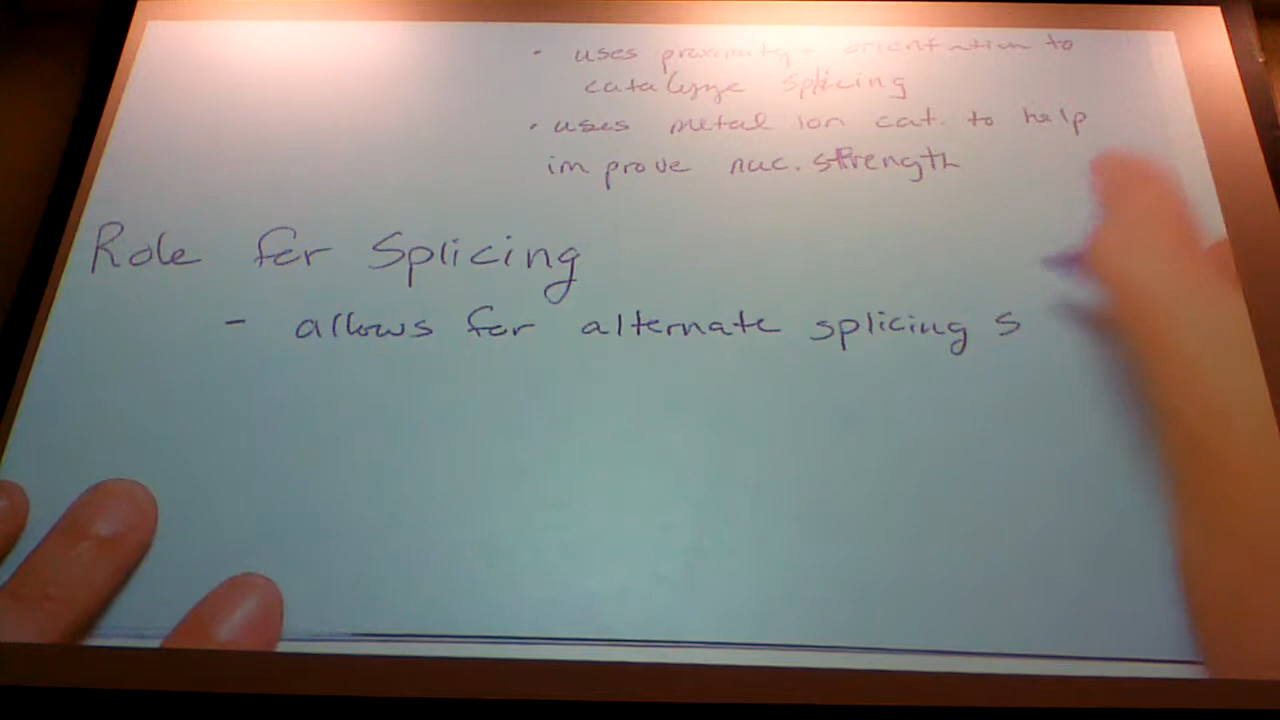 • uses proximity + orientation to
catalyze splicing
• uses metal ion cat. to help
improve nuc. strength
Role for Splicing
- allows for alternate splicing s